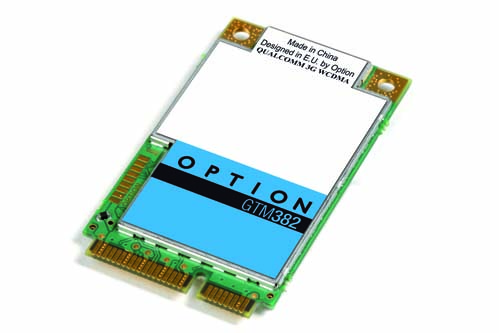 Made in China
Designed in E.U. by Option
QUALCOMM 3G WCDMA
OPTION
GTM382